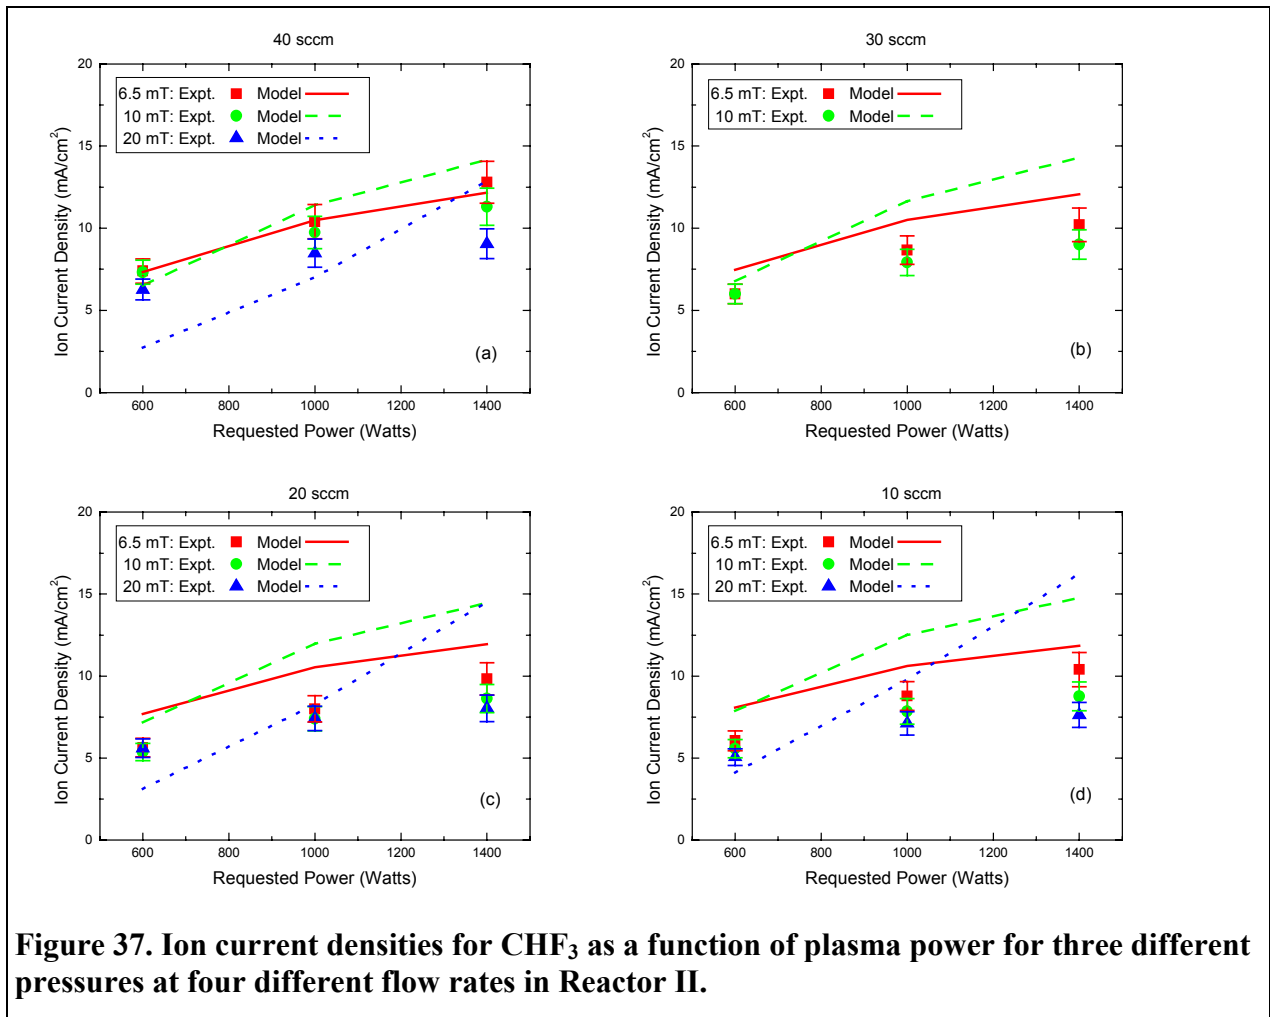 40 sccm
20
15
10
5
0
6.5 mT: Expt. Model
10 mT: Expt. Model
20 mT: Expt. Model
Ion Current Density (mA/cm²)
(a)
600 800 1000 1200 1400
Requested Power (Watts)
30 sccm
20
15
10
5
0
6.5 mT: Expt. Model
10 mT: Expt. Model
Ion Current Density (mA/cm²)
(b)
600 800 1000 1200 1400
Requested Power (Watts)
20 sccm
20
15
10
5
0
6.5 mT: Expt. Model
10 mT: Expt. Model
20 mT: Expt. Model
Ion Current Density (mA/cm²)
(c)
600 800 1000 1200 1400
Requested Power (Watts)
10 sccm
20
15
10
5
0
6.5 mT: Expt. Model
10 mT: Expt. Model
20 mT: Expt. Model
Ion Current Density (mA/cm²)
(d)
600 800 1000 1200 1400
Requested Power (Watts)
Figure 37. Ion current densities for CHF₃ as a function of plasma power for three different
pressures at four different flow rates in Reactor II.